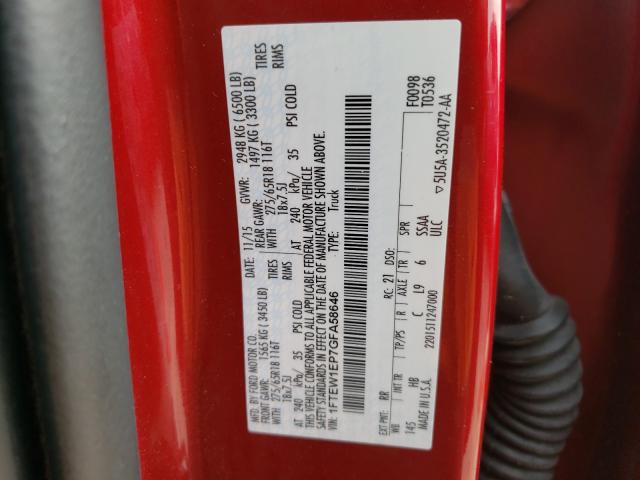 MFD. BY FORD MOTOR CO.
DATE: 11/15 GVWR: 2948 KG ( 6500 LB)
FRONT GAWR: 1565 KG ( 3450 LB) REAR GAWR: 1497 KG ( 3300 LB)
WITH 275/65R18 116T TIRES WITH 275/65R18 116T TIRES
18x7.5J RIMS 18x7.5J RIMS
AT 240 kPa/ 35 PSI COLD AT 240 kPa/ 35 PSI COLD
THIS VEHICLE CONFORMS TO ALL APPLICABLE FEDERAL MOTOR VEHICLE
SAFETY STANDARDS IN EFFECT ON THE DATE OF MANUFACTURE SHOWN ABOVE.
VIN: 1FTEW1EP7GFA58646 TYPE: Truck
F0098
T0536
EXT PNT: RR RC: 21 DSO:
WB INT TR TP/PS R AXLE TR SPR
145 HB C L9 6 SSAA
MADE IN U.S.A. 2201511247000 ULC
▽5U5A-3520472-AA